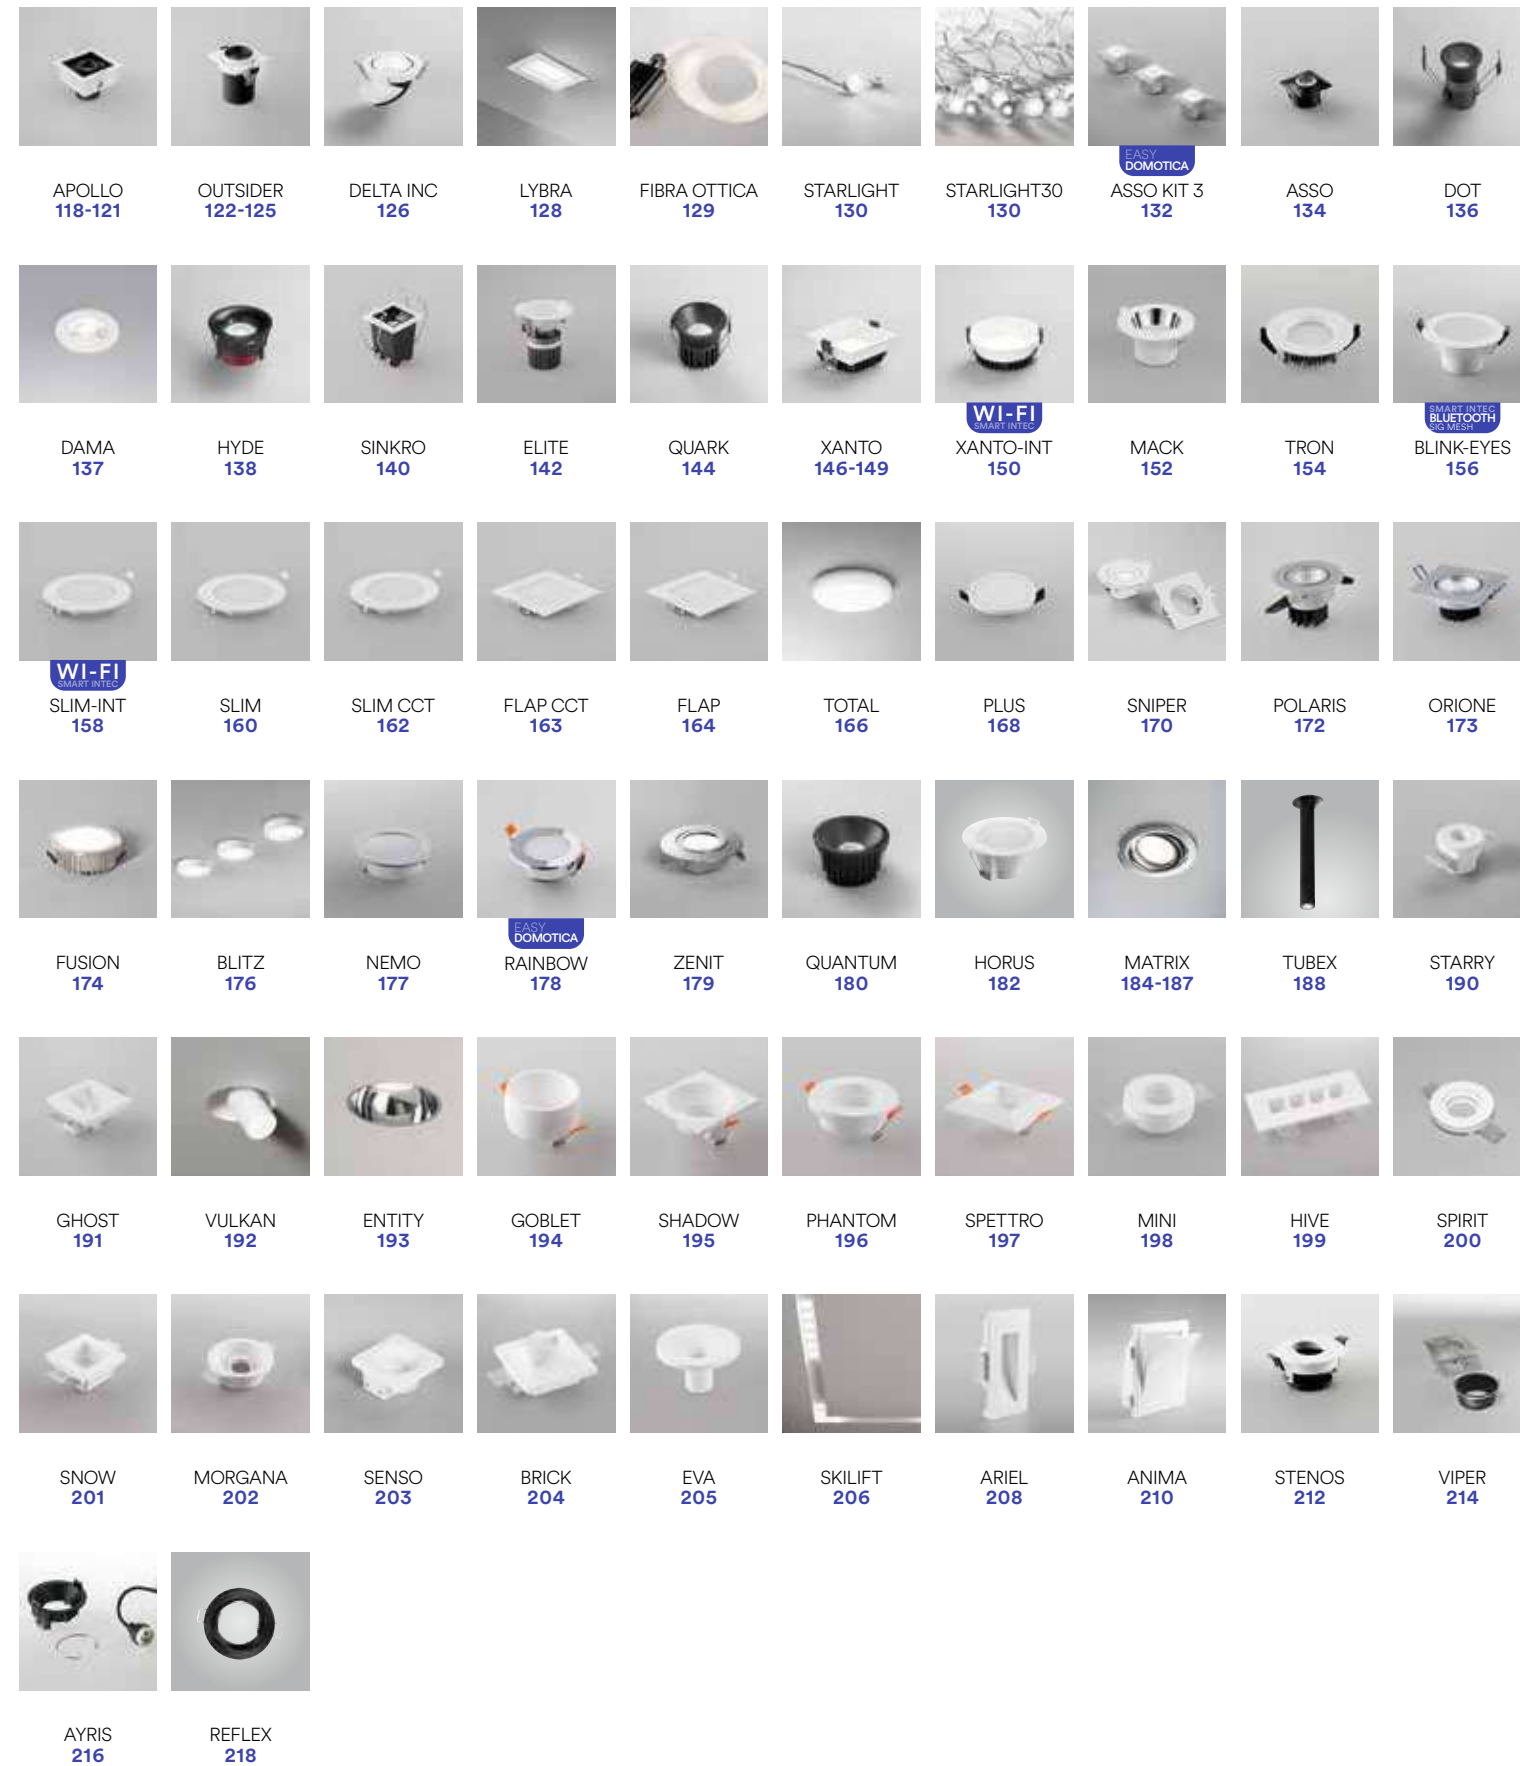 EASY
DOMOTICA
APOLLO OUTSIDER DELTA INC LYBRA FIBRA OTTICA STARLIGHT STARLIGHT30 ASSO KIT 3 ASSO DOT
118-121 122-125 126 128 129 130 130 132 134 136
WI-FI
SMART INTEC
SMART INTEC
BLUETOOTH
SIG MESH
DAMA HYDE SINKRO ELITE QUARK XANTO XANTO-INT MACK TRON BLINK-EYES
137 138 140 142 144 146-149 150 152 154 156
WI-FI
SMART INTEC
SLIM-INT SLIM SLIM CCT FLAP CCT FLAP TOTAL PLUS SNIPER POLARIS ORIONE
158 160 162 163 164 166 168 170 172 173
EASY
DOMOTICA
FUSION BLITZ NEMO RAINBOW ZENIT QUANTUM HORUS MATRIX TUBEX STARRY
174 176 177 178 179 180 182 184-187 188 190
GHOST VULKAN ENTITY GOBLET SHADOW PHANTOM SPETTRO MINI HIVE SPIRIT
191 192 193 194 195 196 197 198 199 200
SNOW MORGANA SENSO BRICK EVA SKILIFT ARIEL ANIMA STENOS VIPER
201 202 203 204 205 206 208 210 212 214
AYRIS REFLEX
216 218